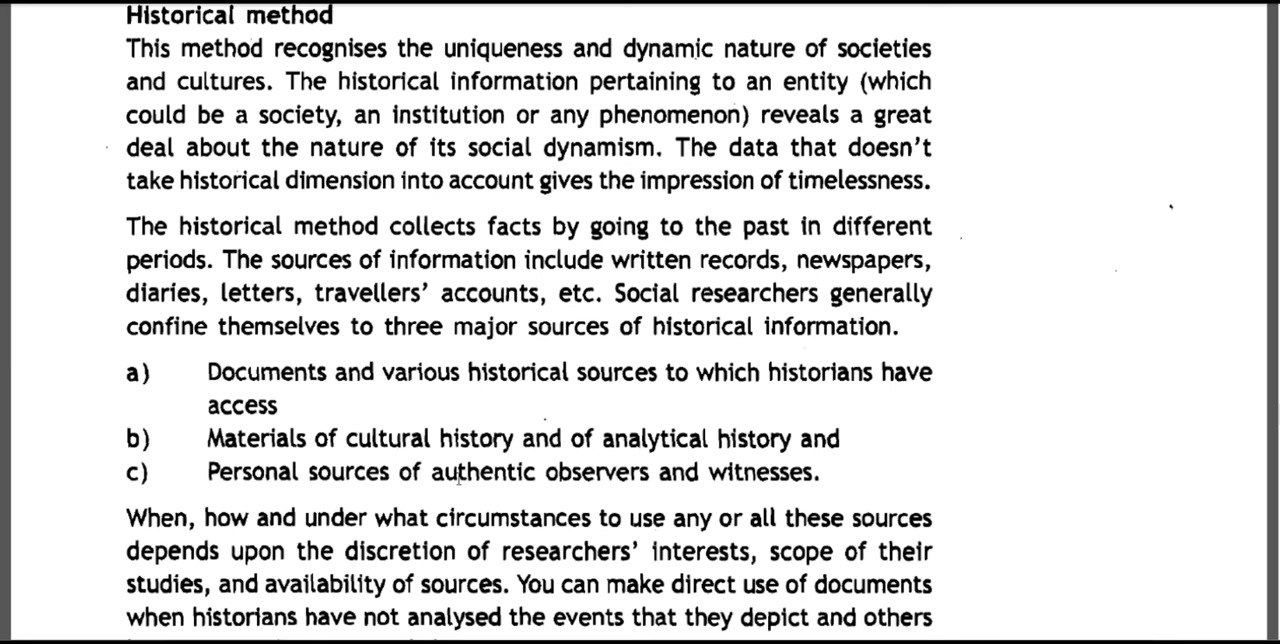 Historical method
This method recognises the uniqueness and dynamic nature of societies
and cultures. The historical information pertaining to an entity (which
could be a society, an institution or any phenomenon) reveals a great
deal about the nature of its social dynamism. The data that doesn't
take historical dimension into account gives the impression of timelessness.
The historical method collects facts by going to the past in different
periods. The sources of information include written records, newspapers,
diaries, letters, travellers' accounts, etc. Social researchers generally
confine themselves to three major sources of historical information.
a) Documents and various historical sources to which historians have
access
b) Materials of cultural history and of analytical history and
c) Personal sources of authentic observers and witnesses.
When, how and under what circumstances to use any or all these sources
depends upon the discretion of researchers' interests, scope of their
studies, and availability of sources. You can make direct use of documents
when historians have not analysed the events that they depict and others